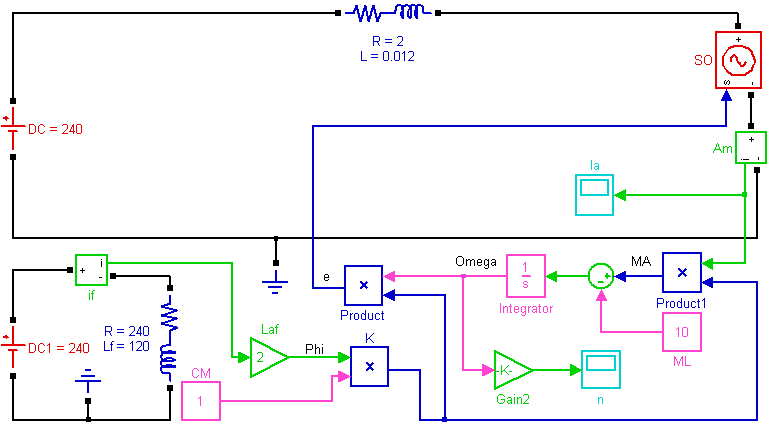 R = 2
L = 0.012
+
SO
s
-
DC = 240
+
Am
i
-
Ia
+
i
-
if
Omega
MA
1
s
Integrator
+
-
×
Product1
e
×
Product
R = 240
Lf = 120
DC1 = 240
Laf
2
Phi
K
×
10
ML
CM
1
-K-
Gain2
n